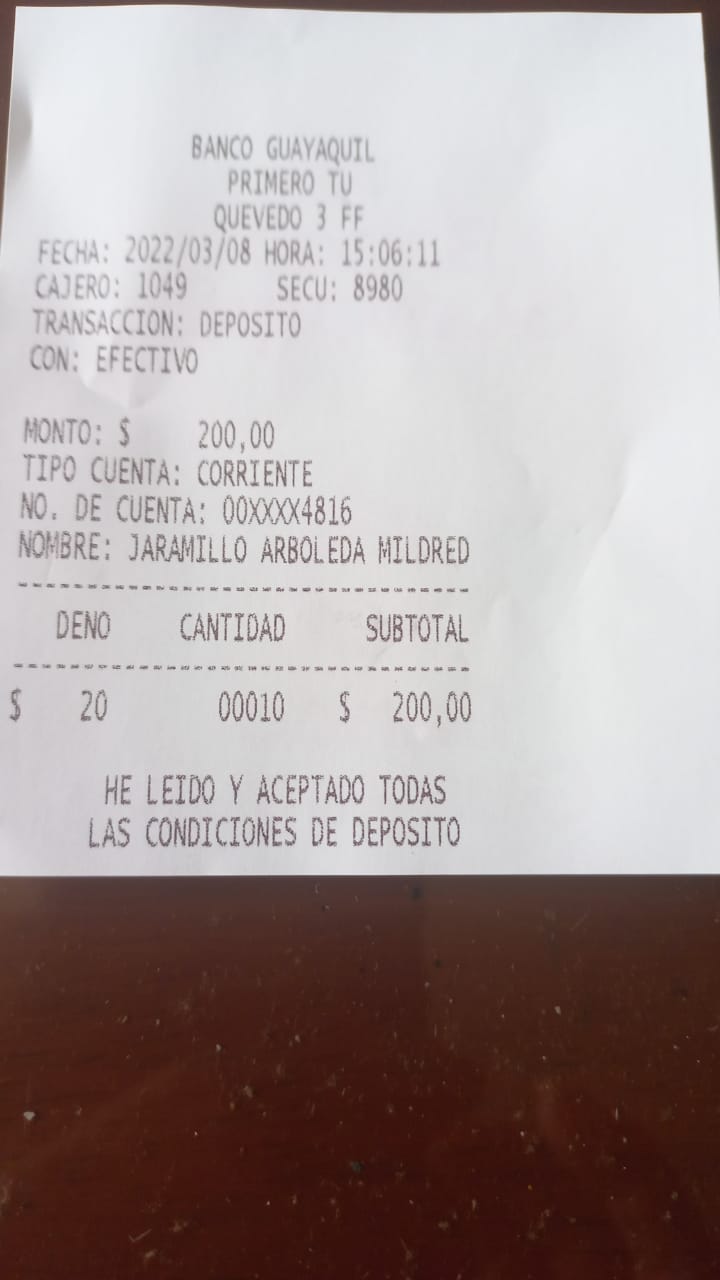 BANCO GUAYAQUIL
PRIMERO TU
QUEVEDO 3 FF
FECHA: 2022/03/08 HORA: 15:06:11
CAJERO: 1049 SECU: 8980
TRANSACCION: DEPOSITO
CON: EFECTIVO
MONTO: $ 200,00
TIPO CUENTA: CORRIENTE
NO. DE CUENTA: 00XXXX4816
NOMBRE: JARAMILLO ARBOLEDA MILDRED
DENO CANTIDAD SUBTOTAL
$ 20 00010 $ 200,00
HE LEIDO Y ACEPTADO TODAS
LAS CONDICIONES DE DEPOSITO